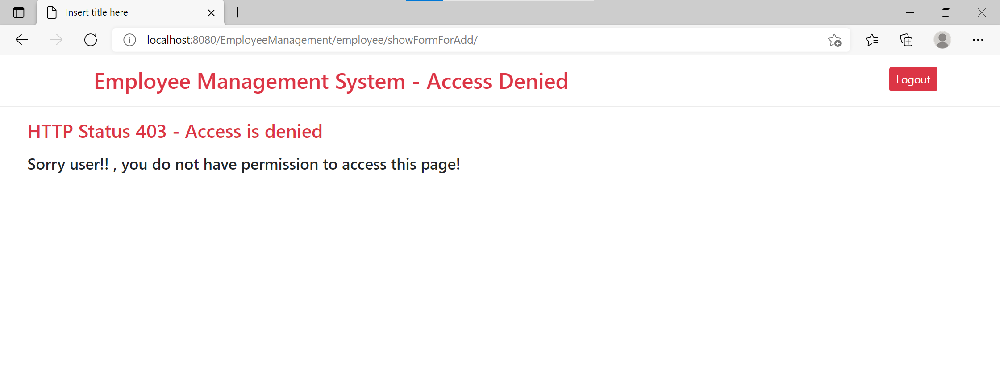 Insert title here
localhost:8080/EmployeeManagement/employee/showFormForAdd/
Employee Management System - Access Denied
Logout
HTTP Status 403 - Access is denied
Sorry user!! , you do not have permission to access this page!